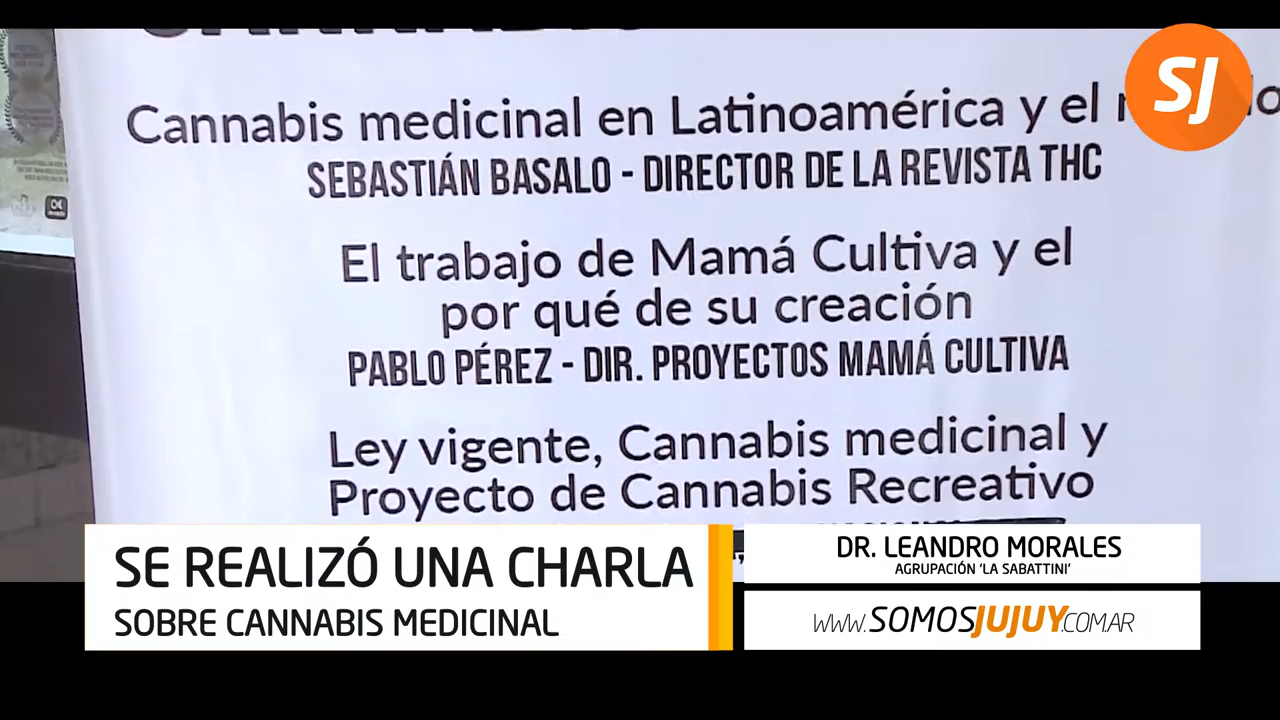 SJ
Cannabis medicinal en Latinoamérica y el
SEBASTIÁN BASALO - DIRECTOR DE LA REVISTA THC
El trabajo de Mamá Cultiva y el
por qué de su creación
PABLO PÉREZ - DIR. PROYECTOS MAMÁ CULTIVA
Ley vigente, Cannabis medicinal y
Proyecto de Cannabis Recreativo
SE REALIZÓ UNA CHARLA
SOBRE CANNABIS MEDICINAL
DR. LEANDRO MORALES
AGRUPACIÓN 'LA SABATTINI'
WWW.SOMOSJUJUY.COM.AR